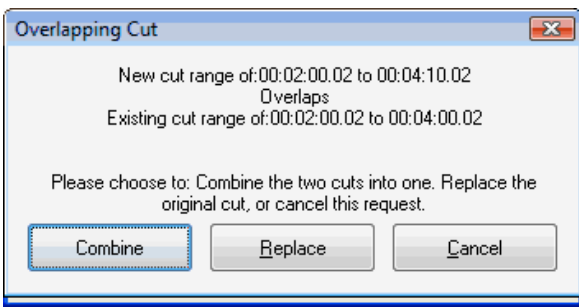 Overlapping Cut
New cut range of:00:02:00.02 to 00:04:10.02
Overlaps
Existing cut range of:00:02:00.02 to 00:04:00.02
Please choose to: Combine the two cuts into one. Replace the
original cut, or cancel this request.
Combine Replace Cancel